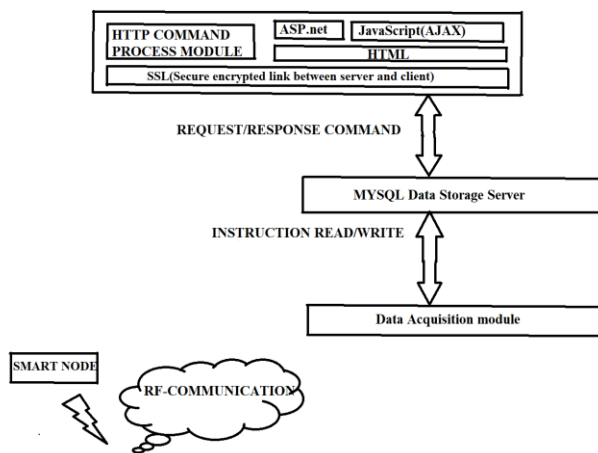 HTTP COMMAND
PROCESS MODULE
ASP.net
JavaScript(AJAX)
HTML
SSL(Secure encrypted link between server and client)
REQUEST/RESPONSE COMMAND
MYSQL Data Storage Server
INSTRUCTION READ/WRITE
Data Acquisition module
SMART NODE
RF-COMMUNICATION